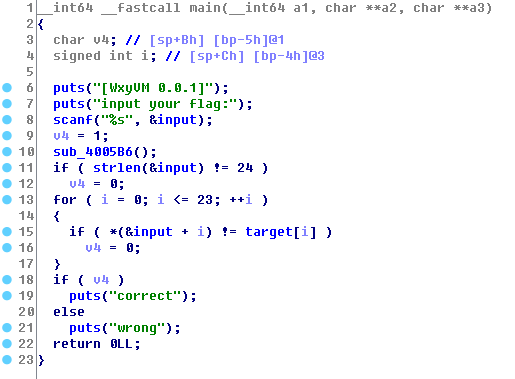 1 __int64 __fastcall main(__int64 a1, char **a2, char **a3)
2 {
3   char v4; // [sp+Bh] [bp-5h]@1
4   signed int i; // [sp+Ch] [bp-4h]@3
5
6   puts("[WxyVM 0.0.1]");
7   puts("input your flag:");
8   scanf("%s", &input);
9   v4 = 1;
10   sub_4005B6();
11   if ( strlen(&input) != 24 )
12     v4 = 0;
13   for ( i = 0; i <= 23; ++i )
14   {
15     if ( *(&input + i) != target[i] )
16       v4 = 0;
17   }
18   if ( v4 )
19     puts("correct");
20   else
21     puts("wrong");
22   return 0LL;
23 }